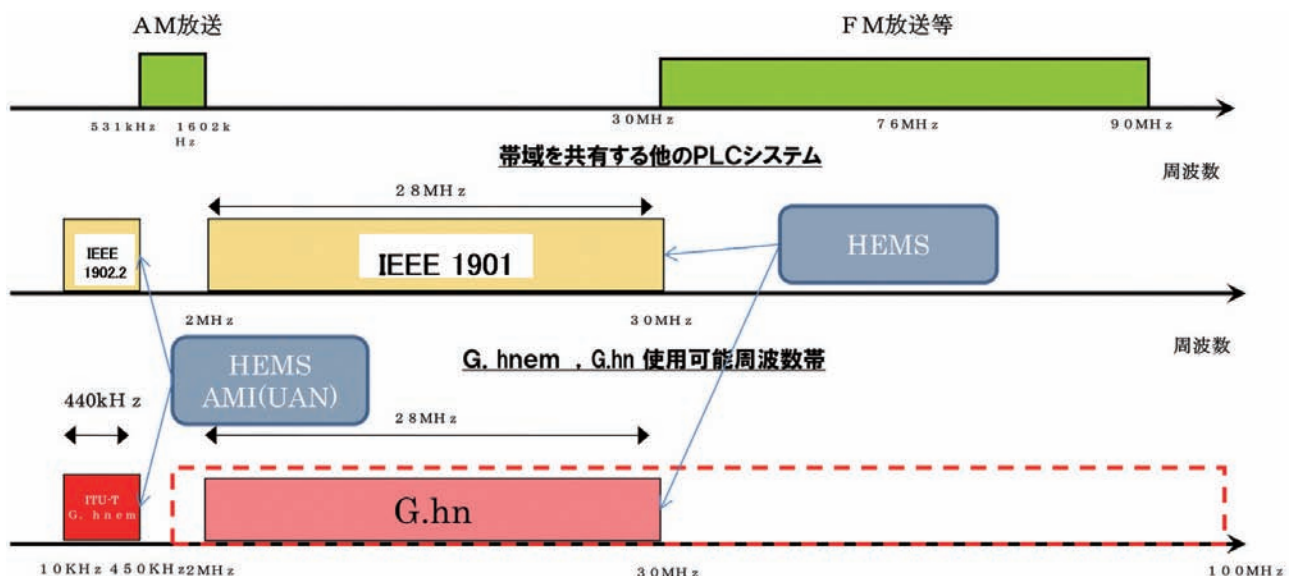 AM放送
FM放送等
531kHz
1602k
Hz
30MHz
76MHz
90MHz
帯域を共有する他のPLCシステム
周波数
28MHz
IEEE
1902.2
IEEE 1901
HEMS
2MHz
30MHz
周波数
HEMS
AMI(UAN)
G. hnem , G.hn 使用可能周波数帯
440kHz
28MHz
ITU-T
G. hnem
G.hn
10KHz
450KHz
2MHz
30MHz
100MHz